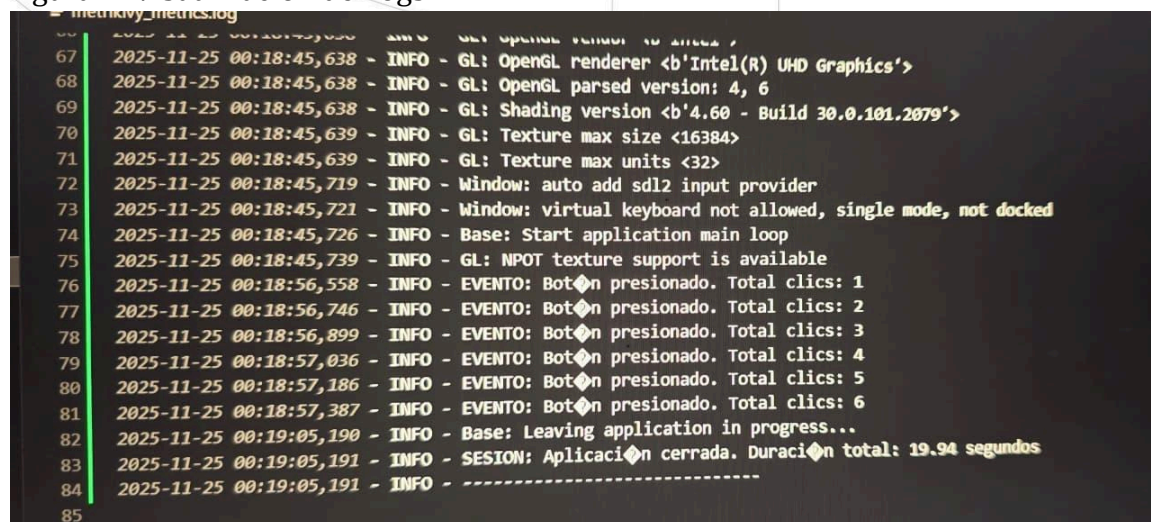 metrikivy_metrics.log
67 2025-11-25 00:18:45,638 - INFO - GL: OpenGL renderer <b'Intel(R) UHD Graphics'>
68 2025-11-25 00:18:45,638 - INFO - GL: OpenGL parsed version: 4, 6
69 2025-11-25 00:18:45,638 - INFO - GL: Shading version <b'4.60 - Build 30.0.101.2079'>
70 2025-11-25 00:18:45,639 - INFO - GL: Texture max size <16384>
71 2025-11-25 00:18:45,639 - INFO - GL: Texture max units <32>
72 2025-11-25 00:18:45,719 - INFO - Window: auto add sdl2 input provider
73 2025-11-25 00:18:45,721 - INFO - Window: virtual keyboard not allowed, single mode, not docked
74 2025-11-25 00:18:45,726 - INFO - Base: Start application main loop
75 2025-11-25 00:18:45,739 - INFO - GL: NPOT texture support is available
76 2025-11-25 00:18:56,558 - INFO - EVENTO: Bot�n presionado. Total clics: 1
77 2025-11-25 00:18:56,746 - INFO - EVENTO: Bot�n presionado. Total clics: 2
78 2025-11-25 00:18:56,899 - INFO - EVENTO: Bot�n presionado. Total clics: 3
79 2025-11-25 00:18:57,036 - INFO - EVENTO: Bot�n presionado. Total clics: 4
80 2025-11-25 00:18:57,186 - INFO - EVENTO: Bot�n presionado. Total clics: 5
81 2025-11-25 00:18:57,387 - INFO - EVENTO: Bot�n presionado. Total clics: 6
82 2025-11-25 00:19:05,190 - INFO - Base: Leaving application in progress...
83 2025-11-25 00:19:05,191 - INFO - SESION: Aplicaci�n cerrada. Duraci�n total: 19.94 segundos
84 2025-11-25 00:19:05,191 - INFO - ------------------------------
85